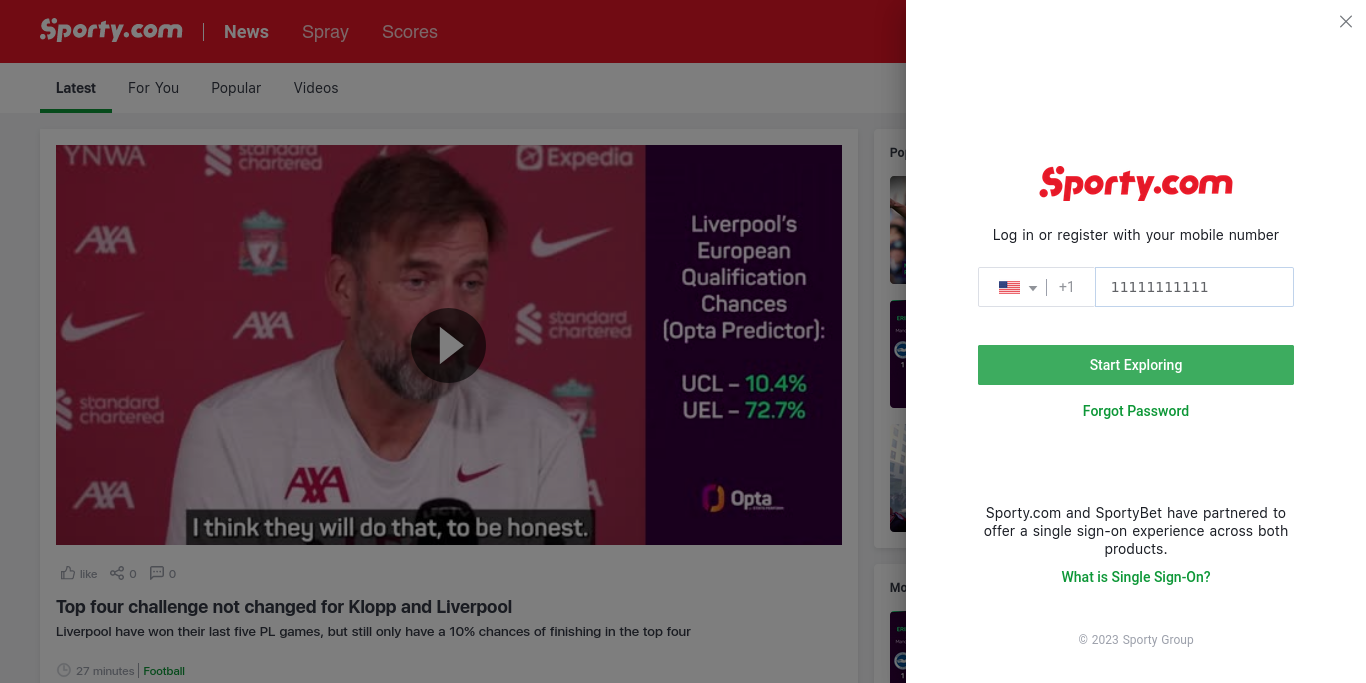 Sporty.com
News
Spray
Scores
Latest
For You
Popular
Videos
YNWA
standard
chartered
Expedia
AXA
AXA
standard
chartered
standard
chartered
AXA
AXA
Liverpool's
European
Qualification
Chances
(Opta Predictor):
UCL – 10.4%
UEL – 72.7%
Opta
I think they will do that, to be honest.
like
0
0
Top four challenge not changed for Klopp and Liverpool
Liverpool have won their last five PL games, but still only have a 10% chances of finishing in the top four
27 minutes
Football
Sporty.com
Log in or register with your mobile number
+1
11111111111
Start Exploring
Forgot Password
Sporty.com and SportyBet have partnered to
offer a single sign-on experience across both
products.
What is Single Sign-On?
© 2023 Sporty Group